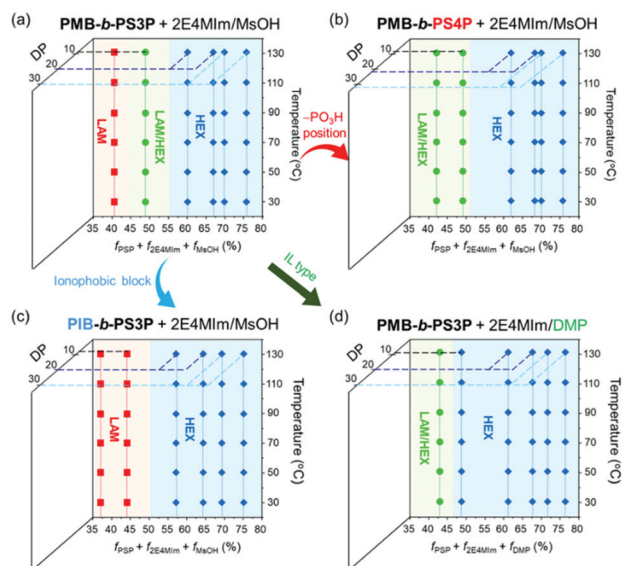 (a)
PMB-b-PS3P + 2E4MIm/MsOH
DP
10
20
30
LAM
LAM/HEX
HEX
130
110
90
70
50
30
Temperature (°C)
35 40 45 50 55 60 65 70 75 80
fPSP + f2E4MIm + fMsOH (%)
−PO3H
position
(b)
PMB-b-PS4P + 2E4MIm/MsOH
DP
10
20
30
LAM/HEX
HEX
130
110
90
70
50
30
Temperature (°C)
35 40 45 50 55 60 65 70 75 80
fPSP + f2E4MIm + fMsOH (%)
Ionophobic block
IL type
(c)
PIB-b-PS3P + 2E4MIm/MsOH
DP
10
20
30
LAM
HEX
130
110
90
70
50
30
Temperature (°C)
35 40 45 50 55 60 65 70 75 80
fPSP + f2E4MIm + fMsOH (%)
(d)
PMB-b-PS3P + 2E4MIm/DMP
DP
10
20
30
LAM/HEX
HEX
130
110
90
70
50
30
Temperature (°C)
35 40 45 50 55 60 65 70 75 80
fPSP + f2E4MIm + fDMP (%)